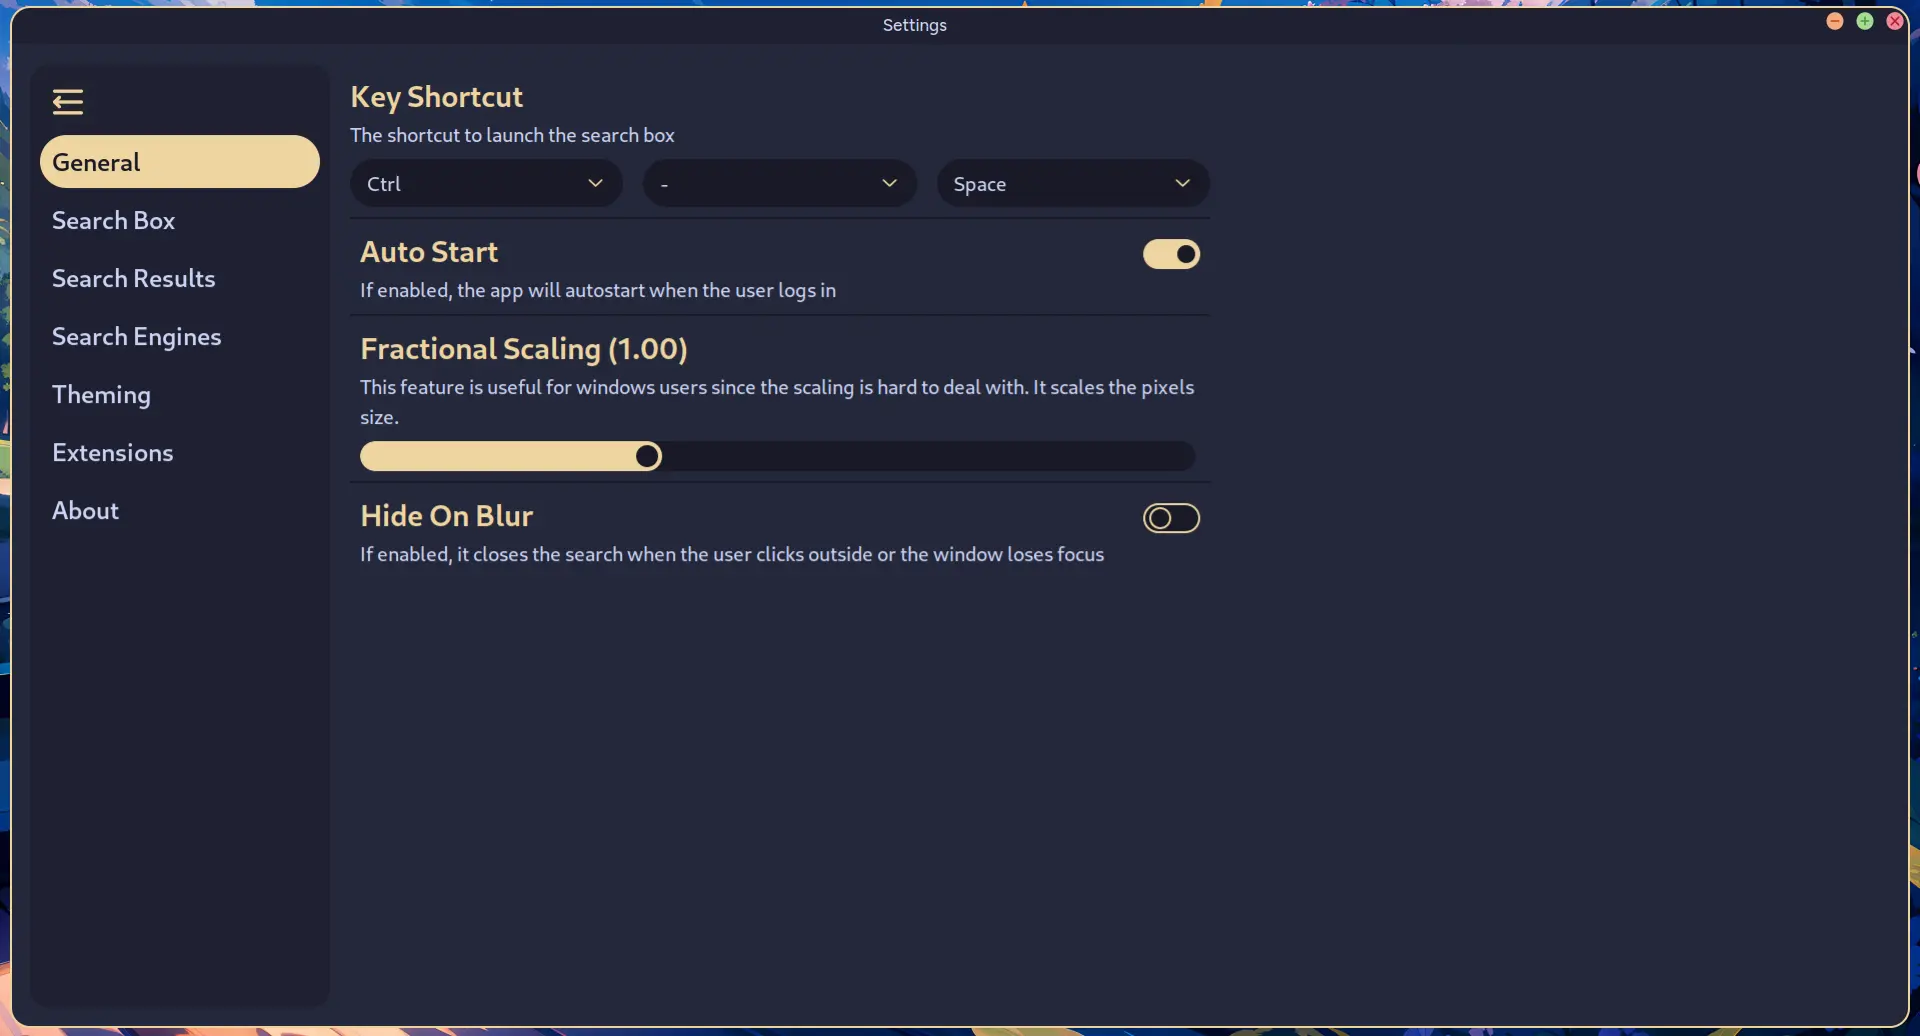 Settings
General
Search Box
Search Results
Search Engines
Theming
Extensions
About
Key Shortcut
The shortcut to launch the search box
Ctrl
-
Space
Auto Start
If enabled, the app will autostart when the user logs in
Fractional Scaling (1.00)
This feature is useful for windows users since the scaling is hard to deal with. It scales the pixels
size.
Hide On Blur
If enabled, it closes the search when the user clicks outside or the window loses focus